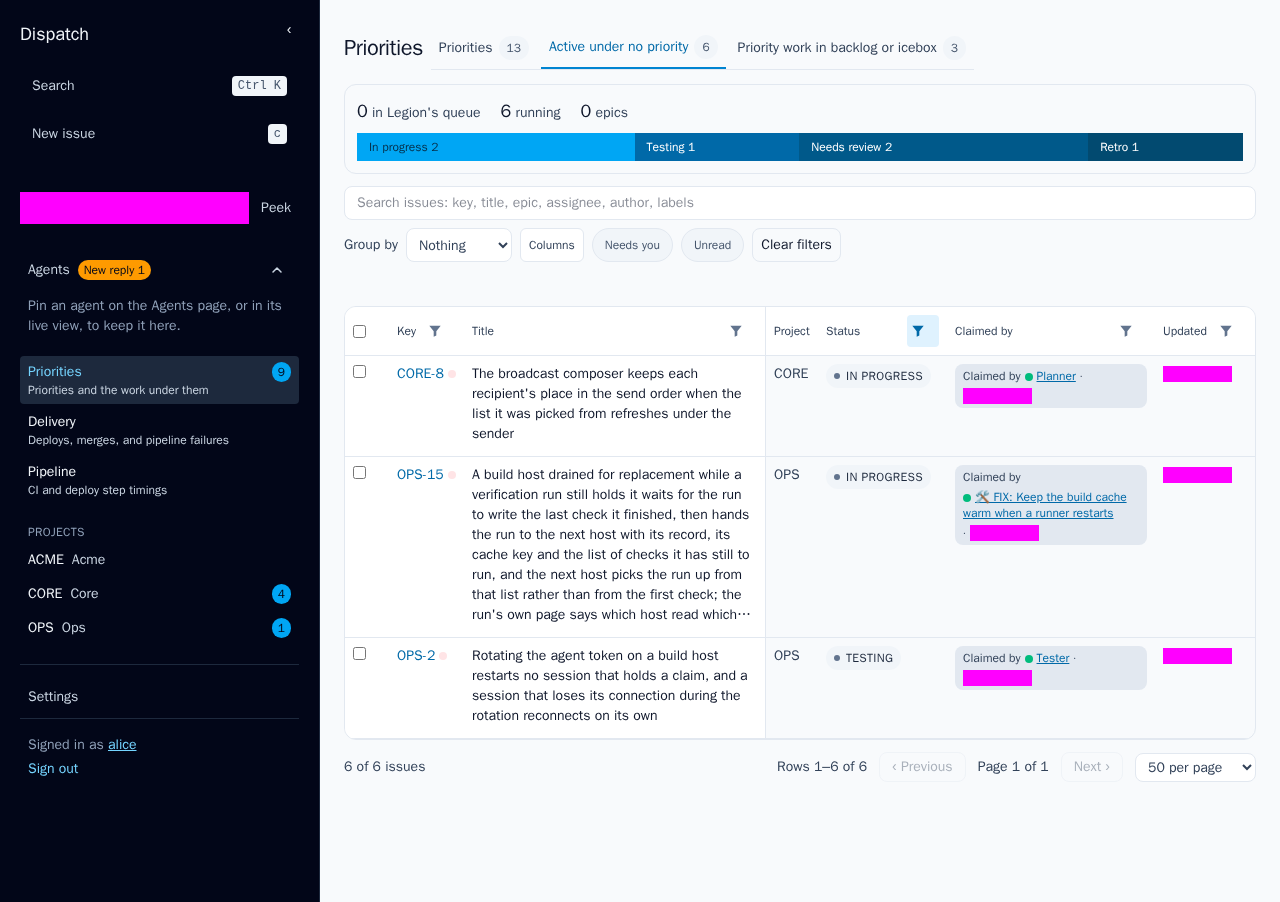 Dispatch
‹
Search
Ctrl K
New issue
C
Peek
Agents
New reply 1
Pin an agent on the Agents page, or in its
live view, to keep it here.
Priorities
9
Priorities and the work under them
Delivery
Deploys, merges, and pipeline failures
Pipeline
CI and deploy step timings
PROJECTS
ACME Acme
CORE Core
4
OPS Ops
1
Settings
Signed in as alice
Sign out
Priorities
Priorities 13
Active under no priority 6
Priority work in backlog or icebox 3
0 in Legion's queue
6 running
0 epics
In progress 2
Testing 1
Needs review 2
Retro 1
Search issues: key, title, epic, assignee, author, labels
Group by
Nothing
Columns
Needs you
Unread
Clear filters
Key
Title
Project
Status
Claimed by
Updated
CORE-8
The broadcast composer keeps each
recipient's place in the send order when the
list it was picked from refreshes under the
sender
CORE
IN PROGRESS
Claimed by Planner ·
OPS-15
A build host drained for replacement while a
verification run still holds it waits for the run
to write the last check it finished, then hands
the run to the next host with its record, its
cache key and the list of checks it has still to
run, and the next host picks the run up from
that list rather than from the first check; the
run's own page says which host read which…
OPS
IN PROGRESS
Claimed by
🛠️ FIX: Keep the build cache
warm when a runner restarts
·
OPS-2
Rotating the agent token on a build host
restarts no session that holds a claim, and a
session that loses its connection during the
rotation reconnects on its own
OPS
TESTING
Claimed by Tester ·
6 of 6 issues
Rows 1–6 of 6
‹ Previous
Page 1 of 1
Next ›
50 per page